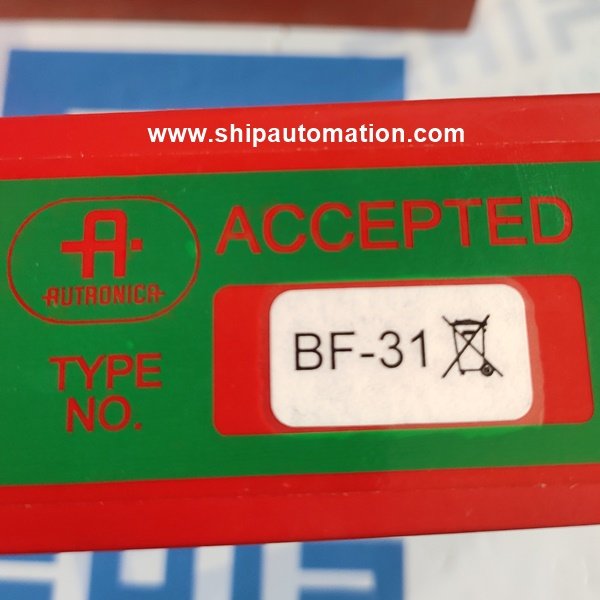 www.shipautomation.com
ACCEPTED
AUTRONICA
TYPE
NO.
BF-31